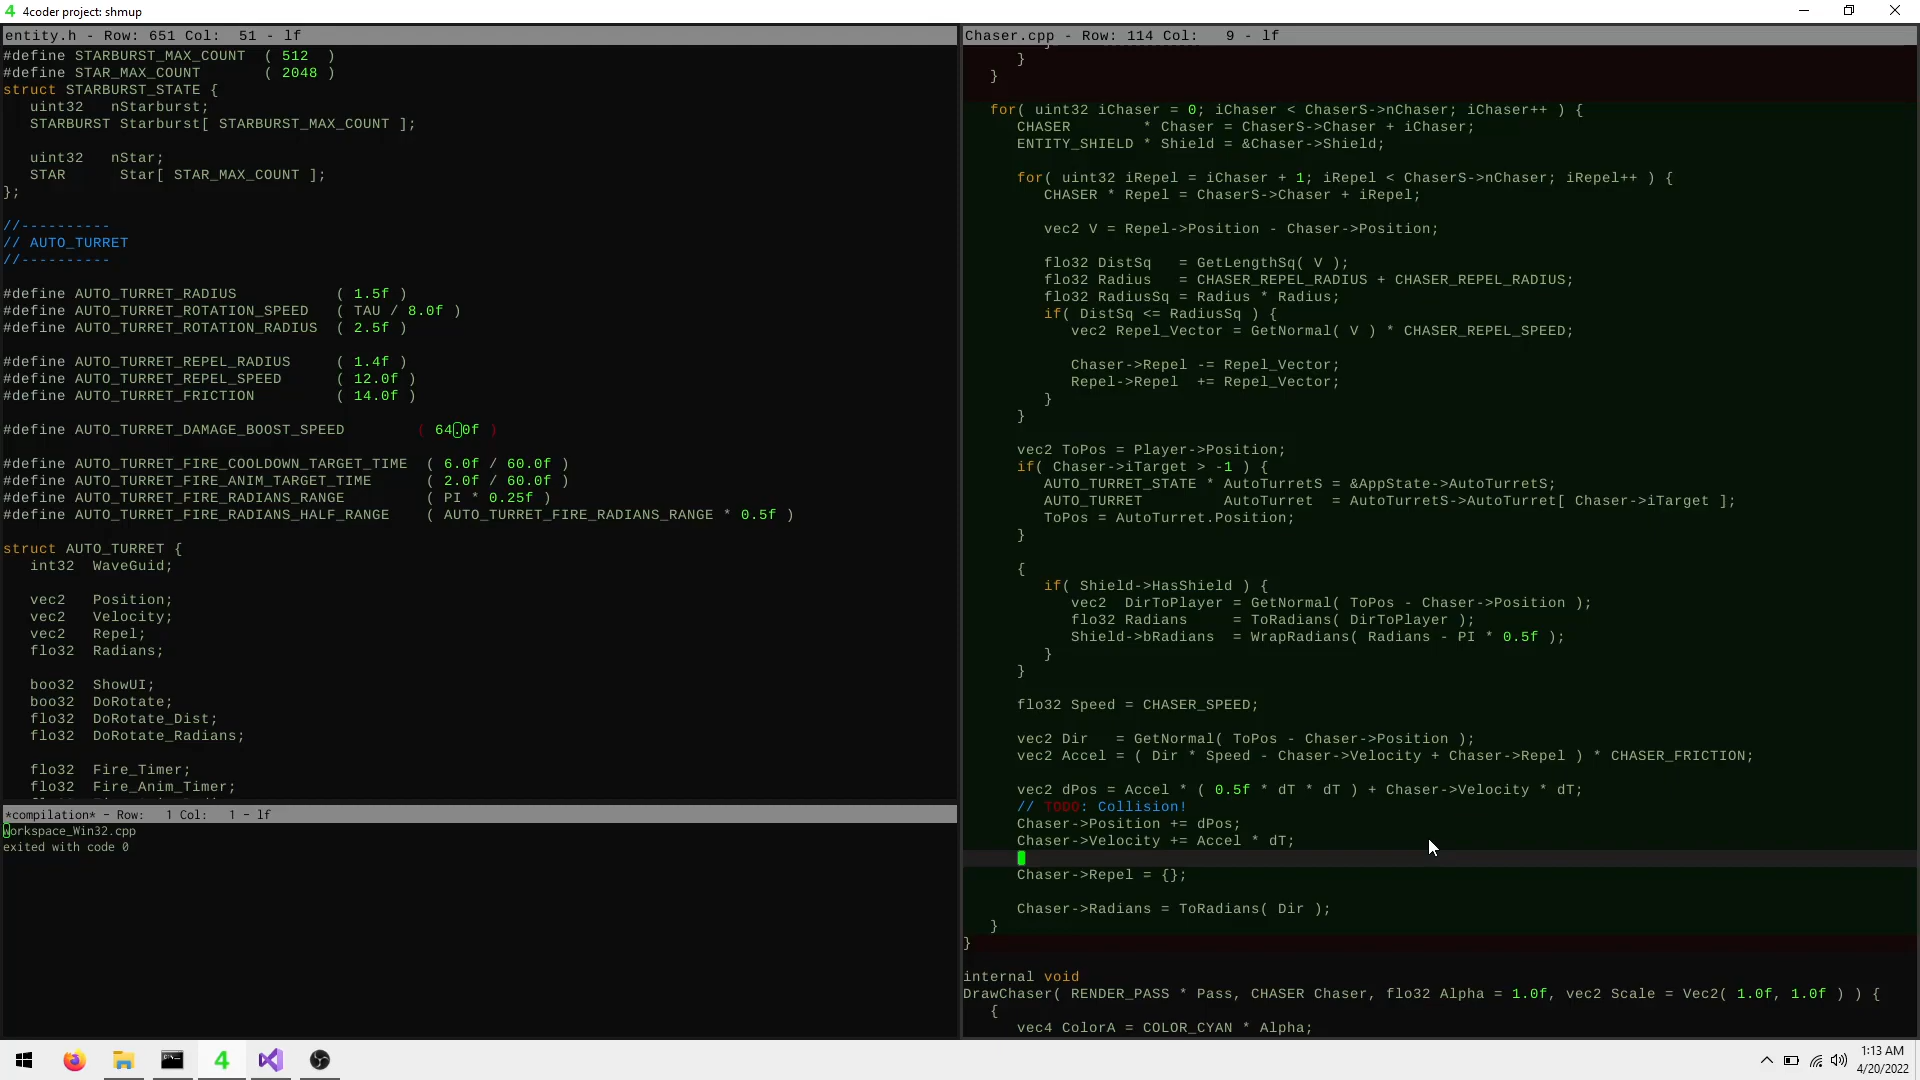 4 4coder project: shmup
entity.h - Row: 651 Col:  51 - lf
#define STARBURST_MAX_COUNT  ( 512  )
#define STAR_MAX_COUNT       ( 2048 )
struct STARBURST_STATE {
   uint32   nStarburst;
   STARBURST Starburst[ STARBURST_MAX_COUNT ];
   uint32   nStar;
   STAR      Star[ STAR_MAX_COUNT ];
};
//----------
// AUTO_TURRET
//----------
#define AUTO_TURRET_RADIUS           ( 1.5f )
#define AUTO_TURRET_ROTATION_SPEED   ( TAU / 8.0f )
#define AUTO_TURRET_ROTATION_RADIUS  ( 2.5f )
#define AUTO_TURRET_REPEL_RADIUS     ( 1.4f )
#define AUTO_TURRET_REPEL_SPEED      ( 12.0f )
#define AUTO_TURRET_FRICTION         ( 14.0f )
#define AUTO_TURRET_DAMAGE_BOOST_SPEED        ( 64.0f )
#define AUTO_TURRET_FIRE_COOLDOWN_TARGET_TIME  ( 6.0f / 60.0f )
#define AUTO_TURRET_FIRE_ANIM_TARGET_TIME      ( 2.0f / 60.0f )
#define AUTO_TURRET_FIRE_RADIANS_RANGE         ( PI * 0.25f )
#define AUTO_TURRET_FIRE_RADIANS_HALF_RANGE    ( AUTO_TURRET_FIRE_RADIANS_RANGE * 0.5f )
struct AUTO_TURRET {
   int32  WaveGuid;
   vec2   Position;
   vec2   Velocity;
   vec2   Repel;
   flo32  Radians;
   boo32  ShowUI;
   boo32  DoRotate;
   flo32  DoRotate_Dist;
   flo32  DoRotate_Radians;
   flo32  Fire_Timer;
   flo32  Fire_Anim_Timer;
*compilation* - Row:   1 Col:   1 - lf
workspace_Win32.cpp
exited with code 0
Chaser.cpp - Row: 114 Col:   9 - lf
      }
   }
   for( uint32 iChaser = 0; iChaser < ChaserS->nChaser; iChaser++ ) {
      CHASER        * Chaser = ChaserS->Chaser + iChaser;
      ENTITY_SHIELD * Shield = &Chaser->Shield;
      for( uint32 iRepel = iChaser + 1; iRepel < ChaserS->nChaser; iRepel++ ) {
         CHASER * Repel = ChaserS->Chaser + iRepel;
         vec2 V = Repel->Position - Chaser->Position;
         flo32 DistSq   = GetLengthSq( V );
         flo32 Radius   = CHASER_REPEL_RADIUS + CHASER_REPEL_RADIUS;
         flo32 RadiusSq = Radius * Radius;
         if( DistSq <= RadiusSq ) {
            vec2 Repel_Vector = GetNormal( V ) * CHASER_REPEL_SPEED;
            Chaser->Repel -= Repel_Vector;
            Repel->Repel  += Repel_Vector;
         }
      }
      vec2 ToPos = Player->Position;
      if( Chaser->iTarget > -1 ) {
         AUTO_TURRET_STATE * AutoTurretS = &AppState->AutoTurretS;
         AUTO_TURRET         AutoTurret  = AutoTurretS->AutoTurret[ Chaser->iTarget ];
         ToPos = AutoTurret.Position;
      }
      {
         if( Shield->HasShield ) {
            vec2  DirToPlayer = GetNormal( ToPos - Chaser->Position );
            flo32 Radians     = ToRadians( DirToPlayer );
            Shield->bRadians  = WrapRadians( Radians - PI * 0.5f );
         }
      }
      flo32 Speed = CHASER_SPEED;
      vec2 Dir   = GetNormal( ToPos - Chaser->Position );
      vec2 Accel = ( Dir * Speed - Chaser->Velocity + Chaser->Repel ) * CHASER_FRICTION;
      vec2 dPos = Accel * ( 0.5f * dT * dT ) + Chaser->Velocity * dT;
      // TODO: Collision!
      Chaser->Position += dPos;
      Chaser->Velocity += Accel * dT;
      Chaser->Repel = {};
      Chaser->Radians = ToRadians( Dir );
   }
}
internal void
DrawChaser( RENDER_PASS * Pass, CHASER Chaser, flo32 Alpha = 1.0f, vec2 Scale = Vec2( 1.0f, 1.0f ) ) {
   {
      vec4 ColorA = COLOR_CYAN * Alpha;
4
1:13 AM
4/20/2022